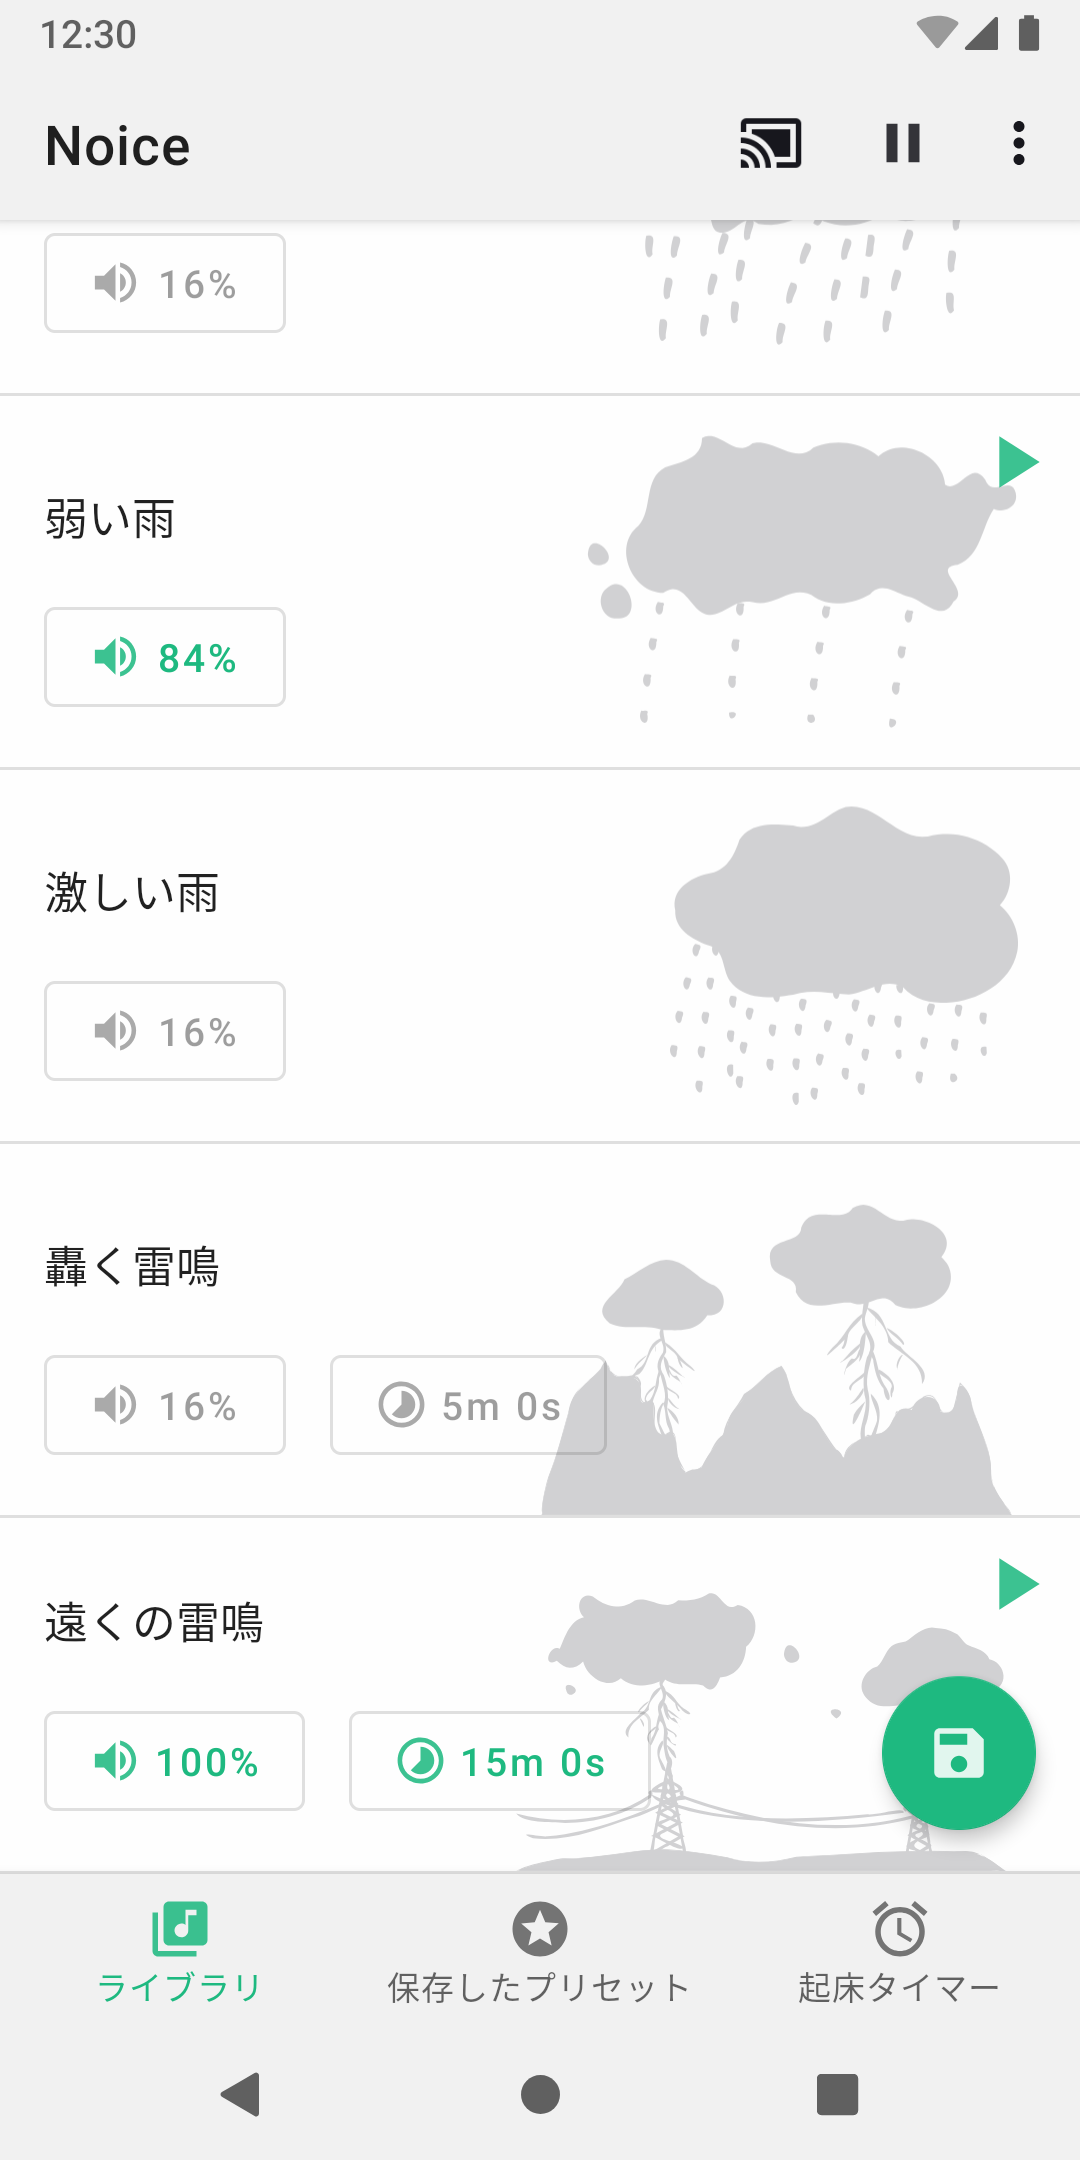 12:30
Noice
16%
弱い雨
84%
激しい雨
16%
轟く雷鳴
16% 5m 0s
遠くの雷鳴
100% 15m 0s
ライブラリ 保存したプリセット 起床タイマー